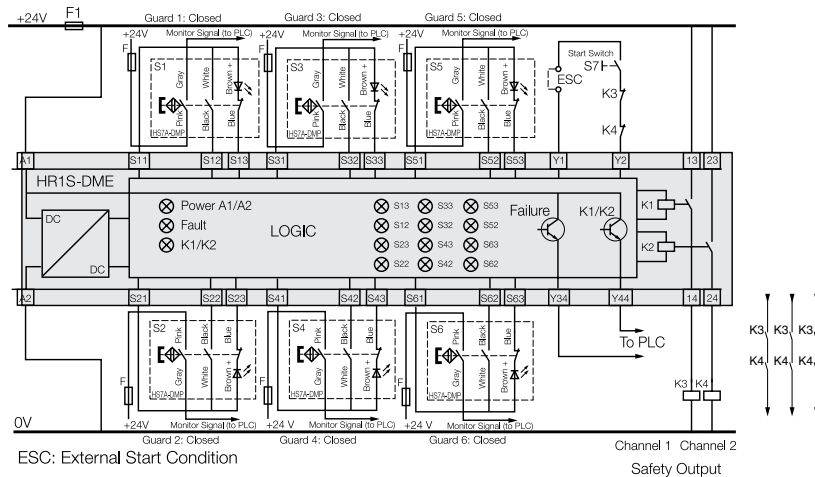 +24V F1
Guard 1: Closed Guard 3: Closed Guard 5: Closed
+24V Monitor Signal (to PLC) +24V Monitor Signal (to PLC) +24V Monitor Signal (to PLC)
F F F
S1 S3 S5
Gray White Brown + Gray White Brown + Gray White Brown +
Pink Black Blue Pink Black Blue Pink Black Blue
HS7A-DMP HS7A-DMP HS7A-DMP
Start Switch
S7
ESC
K3
K4
A1 S11 S12 S13 S31 S32 S33 S51 S52 S53 Y1 Y2 13 23
HR1S-DME
DC
DC
Power A1/A2
Fault
K1/K2
LOGIC
S13 S33 S53
S12 S32 S52
S23 S43 S63
S22 S42 S62
Failure K1/K2
K1
K2
A2 S21 S22 S23 S41 S42 S43 S61 S62 S63 Y34 Y44 14 24
S2 S4 S6
Pink Black Blue Pink Black Blue Pink Black Blue
Gray White Brown + Gray White Brown + Gray White Brown +
HS7A-DMP HS7A-DMP HS7A-DMP
F F F
To PLC
K3 K3 K3
K4 K4 K4
K3 K4
+24 V Monitor Signal (to PLC) +24 V Monitor Signal (to PLC) +24 V Monitor Signal (to PLC)
0V
Guard 2: Closed Guard 4: Closed Guard 6: Closed
ESC: External Start Condition
Channel 1 Channel 2
Safety Output